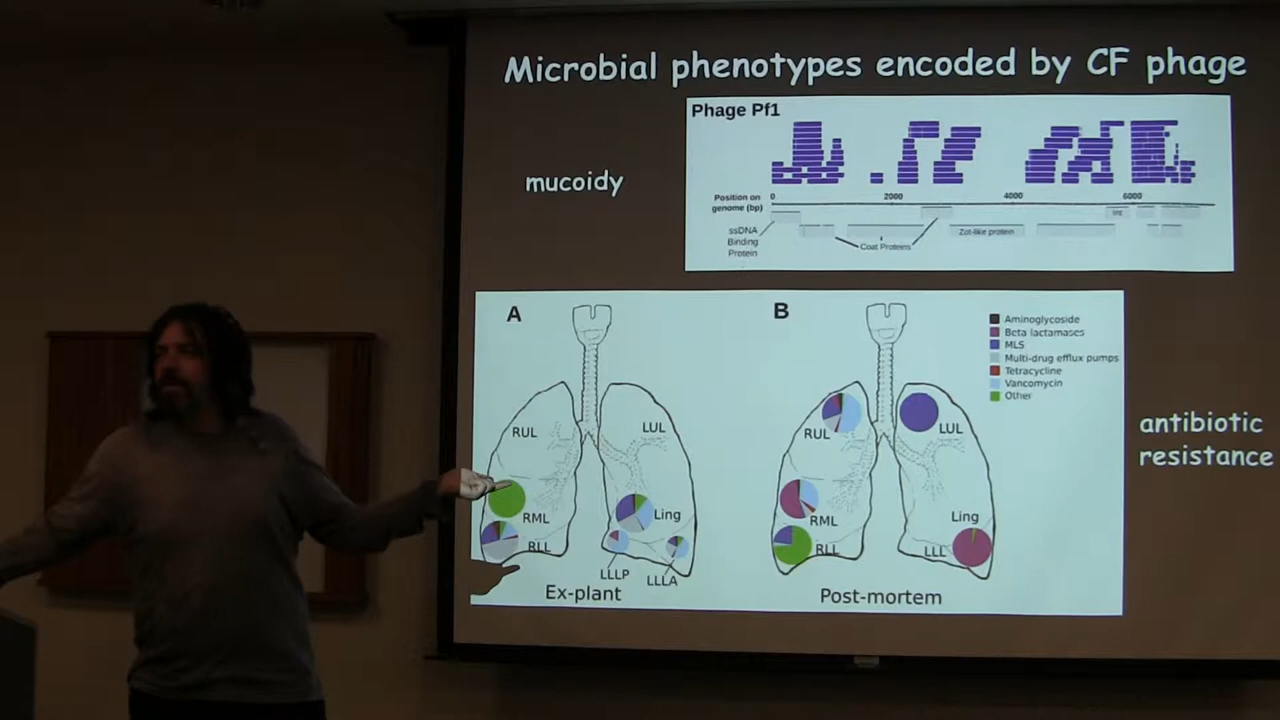 Microbial phenotypes encoded by CF phage
mucoidy
Phage Pf1
Position on
genome (bp)
0 2000 4000 6000
ssDNA
Binding
Protein
Coat Proteins
Zot-like protein
Int
A
RUL
LUL
RML
Ling
RLL
LLLP
LLLA
Ex-plant
B
RUL
LUL
RML
Ling
RLL
LLL
Post-mortem
Aminoglycoside
Beta lactamases
MLS
Multi-drug efflux pumps
Tetracycline
Vancomycin
Other
antibiotic
resistance